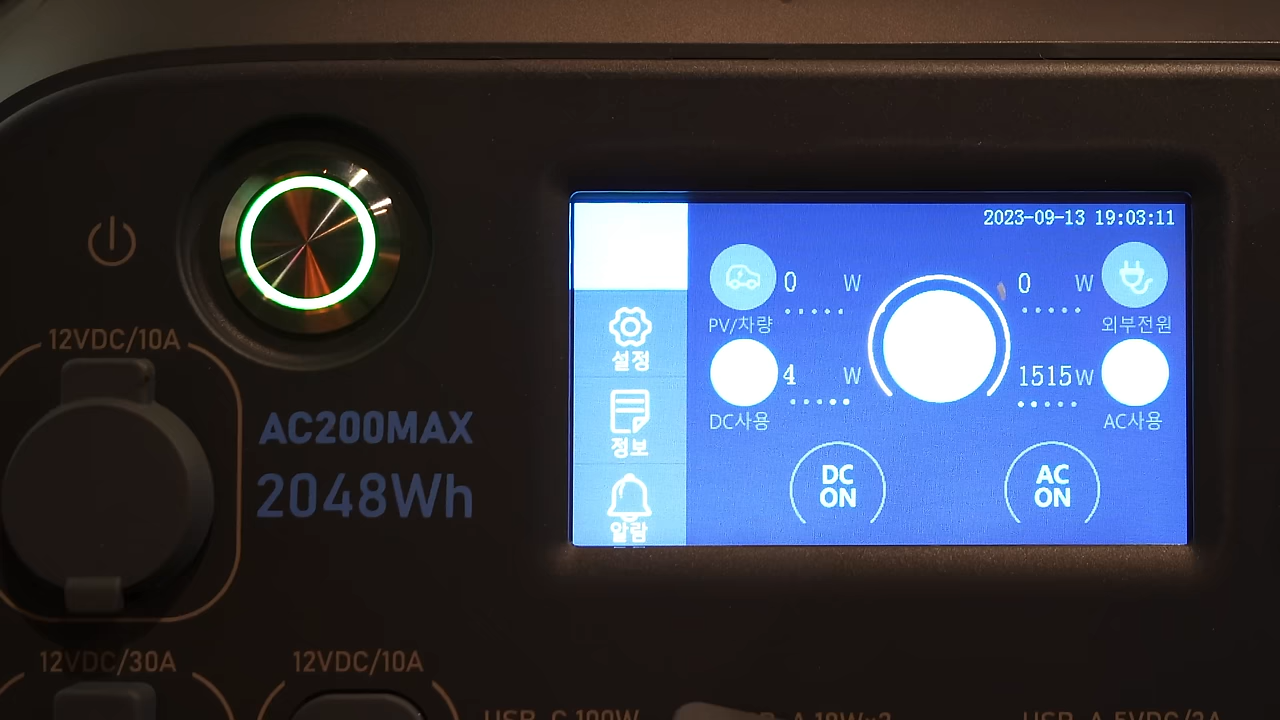 12VDC/10A
AC200MAX
2048Wh
2023-09-13 19:03:11
0 W
0 W
PV/차량
외부전원
설정
4 W
1515W
DC사용
AC사용
정보
DC
ON
AC
ON
알람
12VDC/30A
12VDC/10A
USB-C 100W